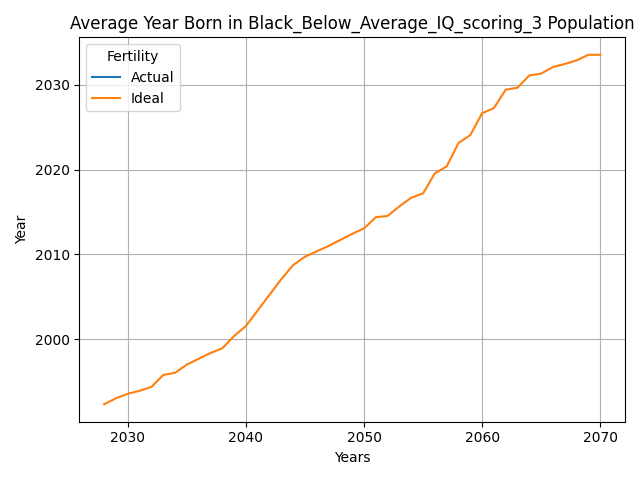 Average Year Born in Black_Below_Average_IQ_scoring_3 Population
Fertility
Actual
Ideal
Year
2030
2020
2010
2000
2030 2040 2050 2060 2070
Years